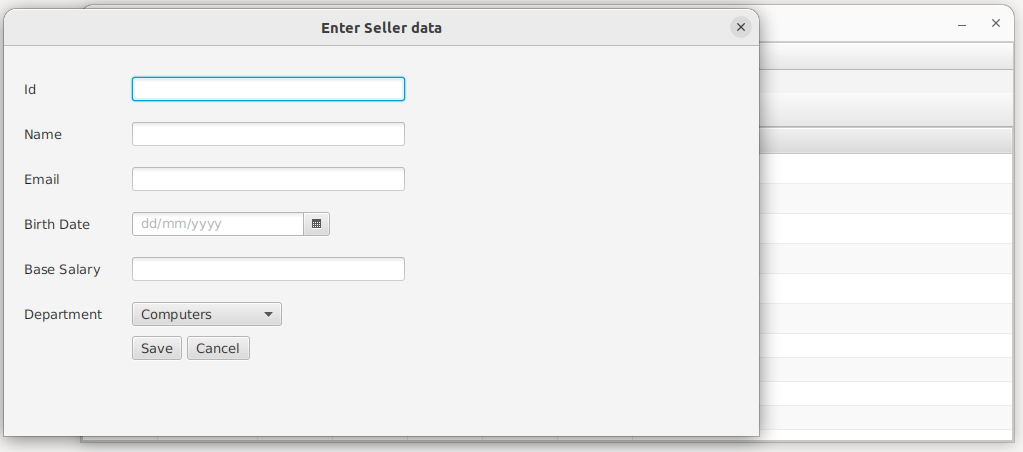 Enter Seller data
Id
Name
Email
Birth Date dd/mm/yyyy
Base Salary
Department Computers
Save Cancel